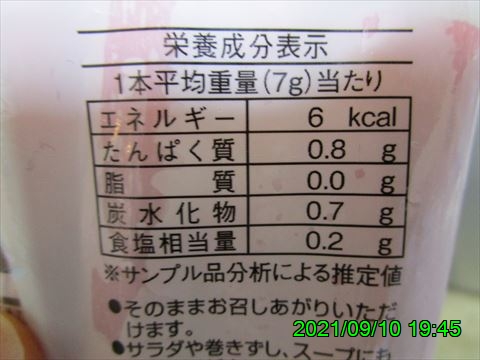 栄養成分表示
1本平均重量(7g)当たり
エネルギー 6 kcal
たんぱく質 0.8 g
脂質 0.0 g
炭水化物 0.7 g
食塩相当量 0.2 g
※サンプル品分析による推定値
●そのままお召しあがりいただ
けます。
●サラダや巻きずし、スープにも
2021/09/10 19:45